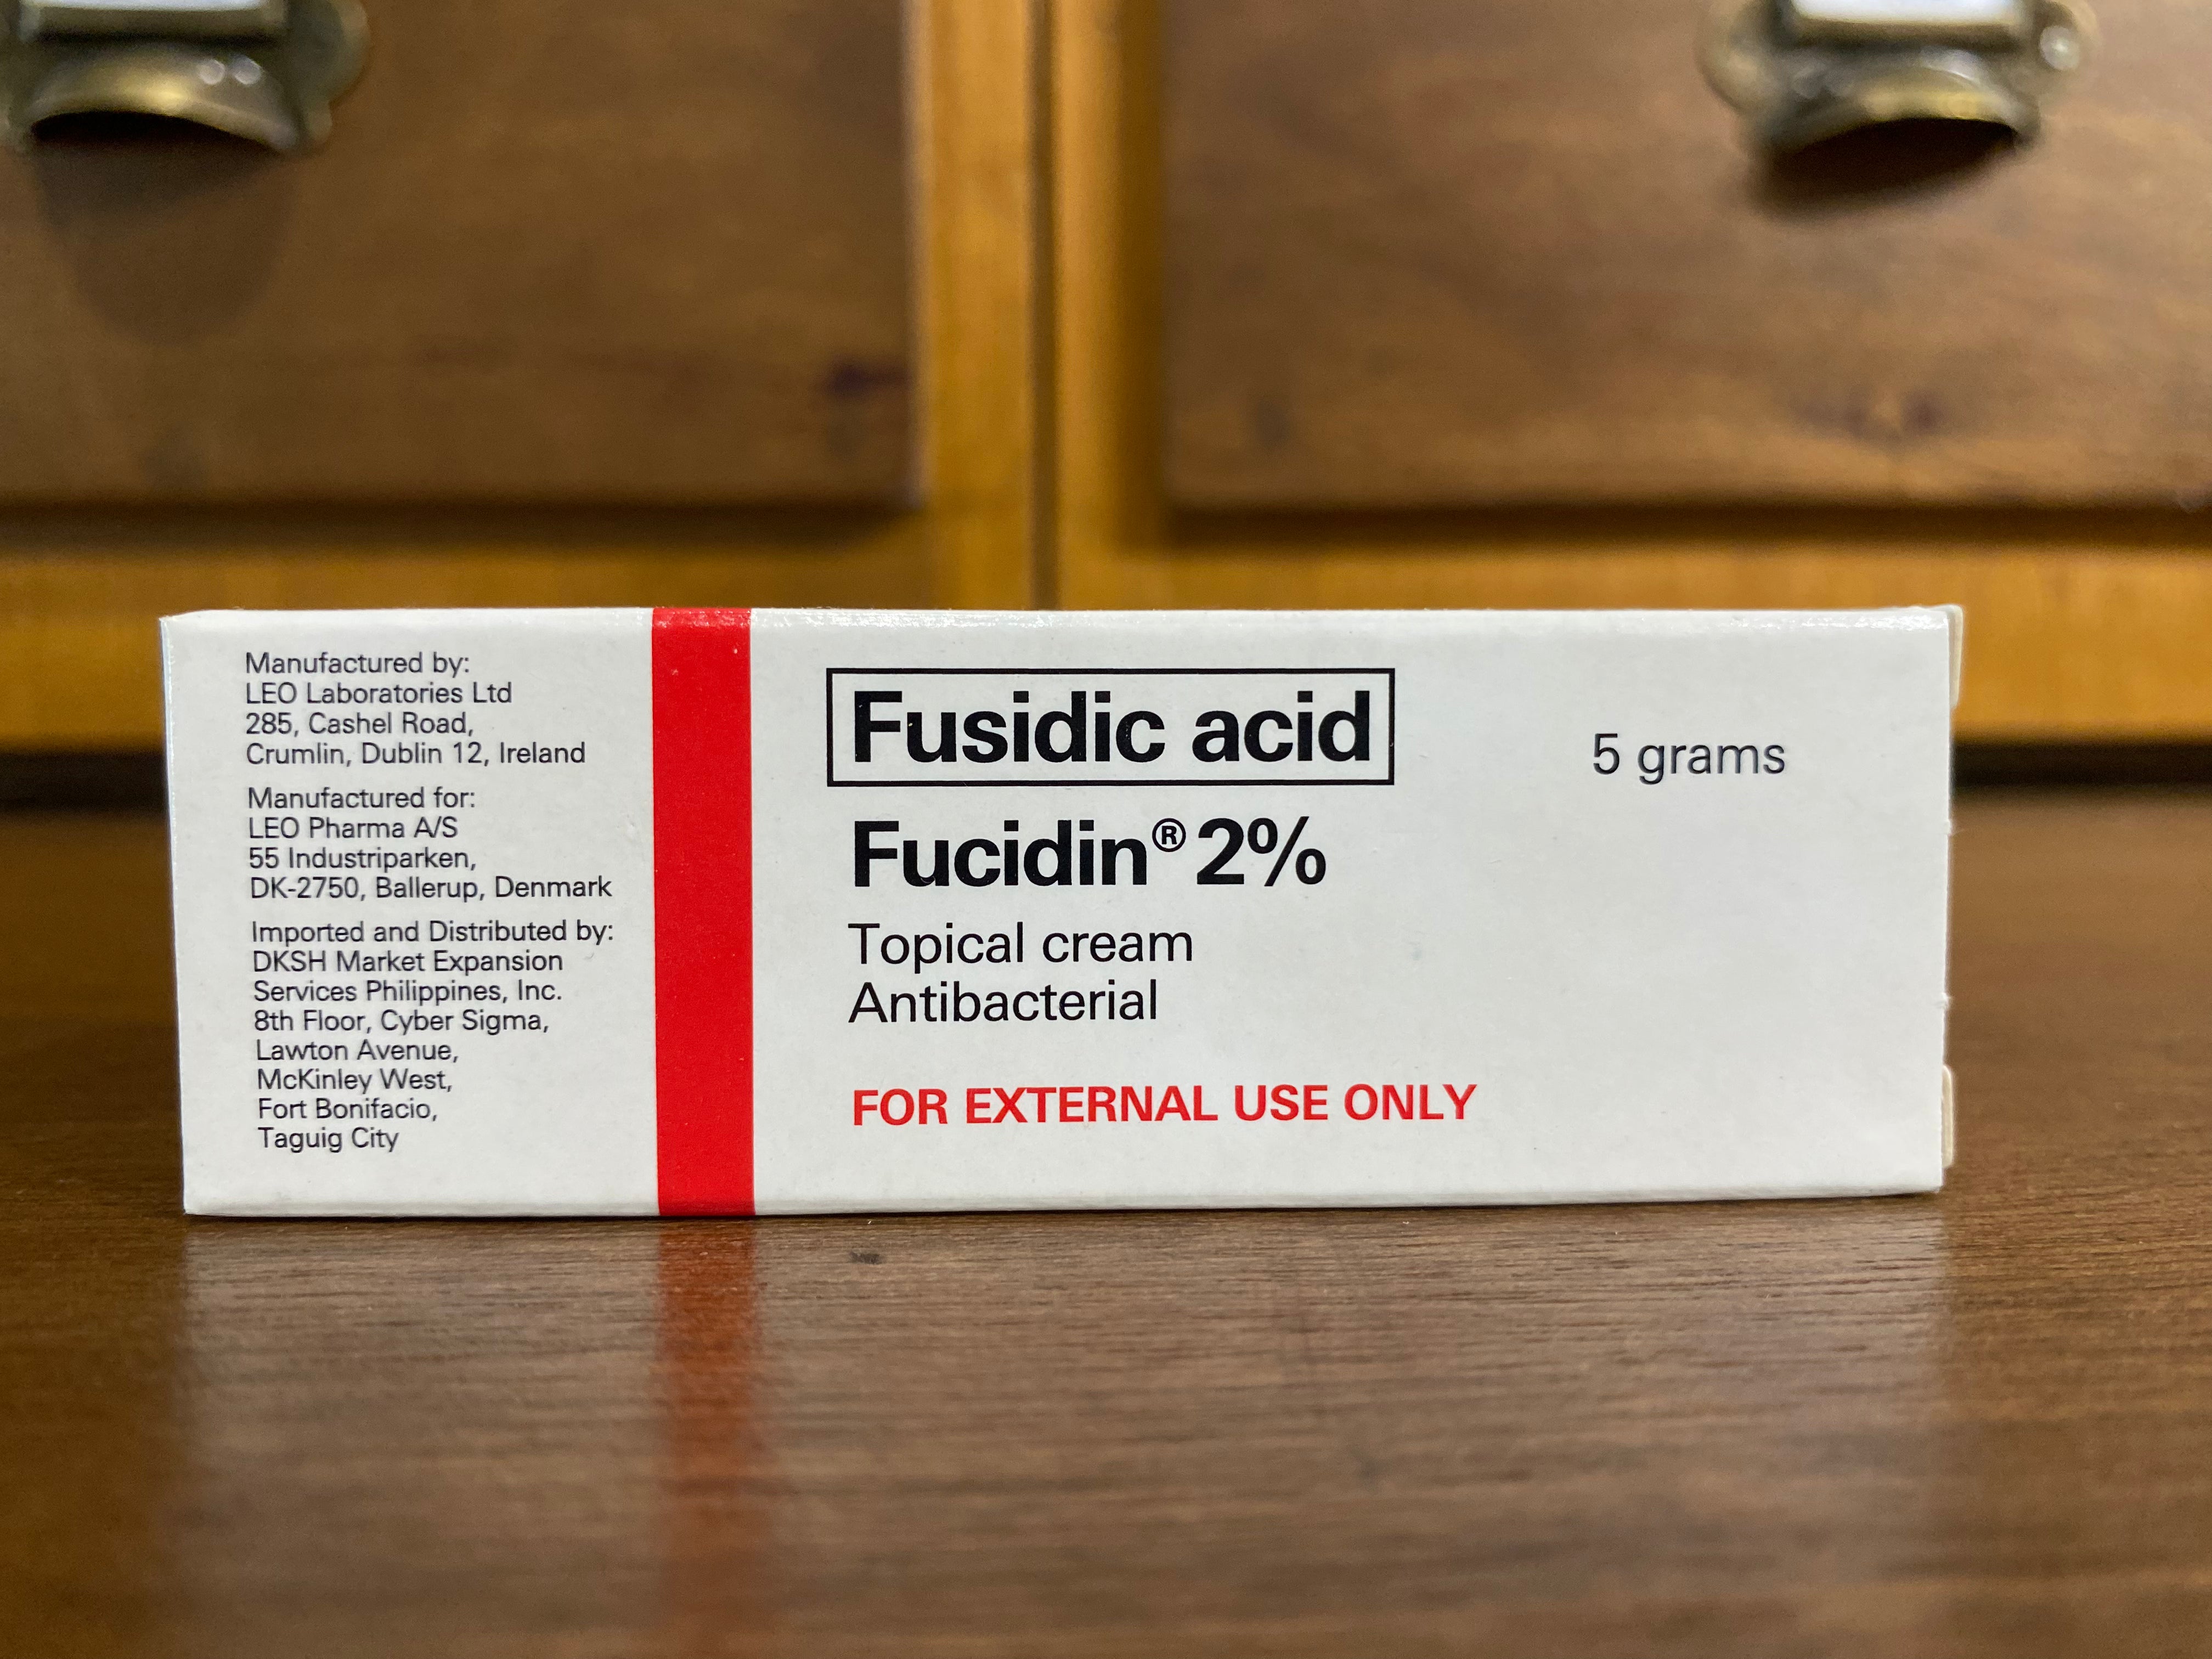 Manufactured by:
LEO Laboratories Ltd
285, Cashel Road,
Crumlin, Dublin 12, Ireland
Manufactured for:
LEO Pharma A/S
55 Industriparken,
DK-2750, Ballerup, Denmark
Imported and Distributed by:
DKSH Market Expansion
Services Philippines, Inc.
8th Floor, Cyber Sigma,
Lawton Avenue,
McKinley West,
Fort Bonifacio,
Taguig City
Fusidic acid
5 grams
Fucidin® 2%
Topical cream
Antibacterial
FOR EXTERNAL USE ONLY